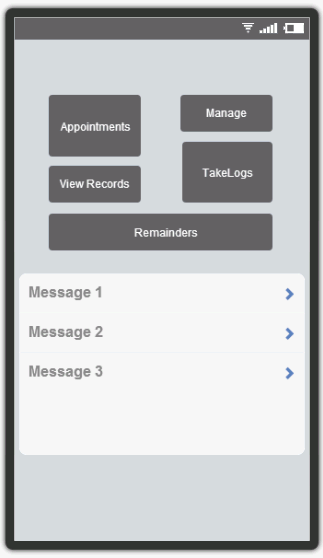 Appointments
Manage
View Records
TakeLogs
Remainders
Message 1
Message 2
Message 3